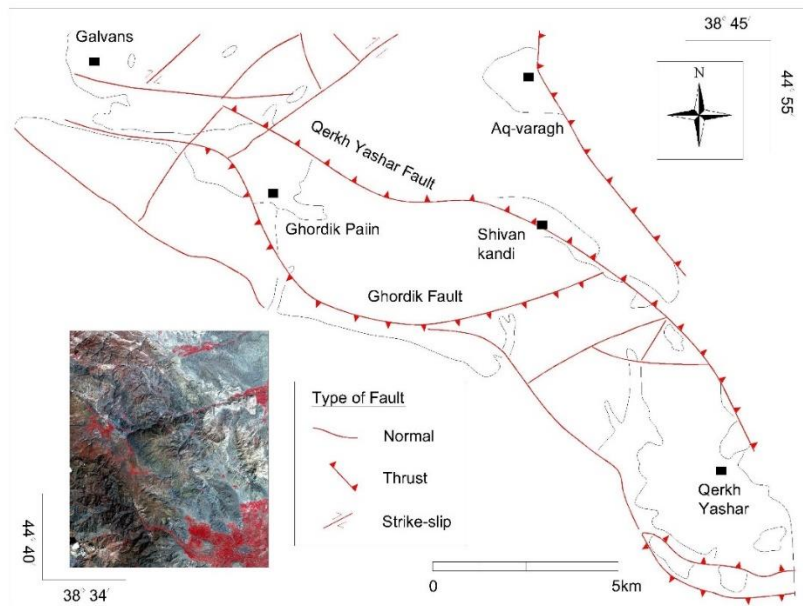 Galvans
38° 45'
44° 55'
N
Aq-varagh
Qerkh Yashar Fault
Ghordik Paiin
Shivan
kandi
Ghordik Fault
Type of Fault
Normal
Thrust
Strike-slip
Qerkh
Yashar
44° 40'
38° 34'
0
5km